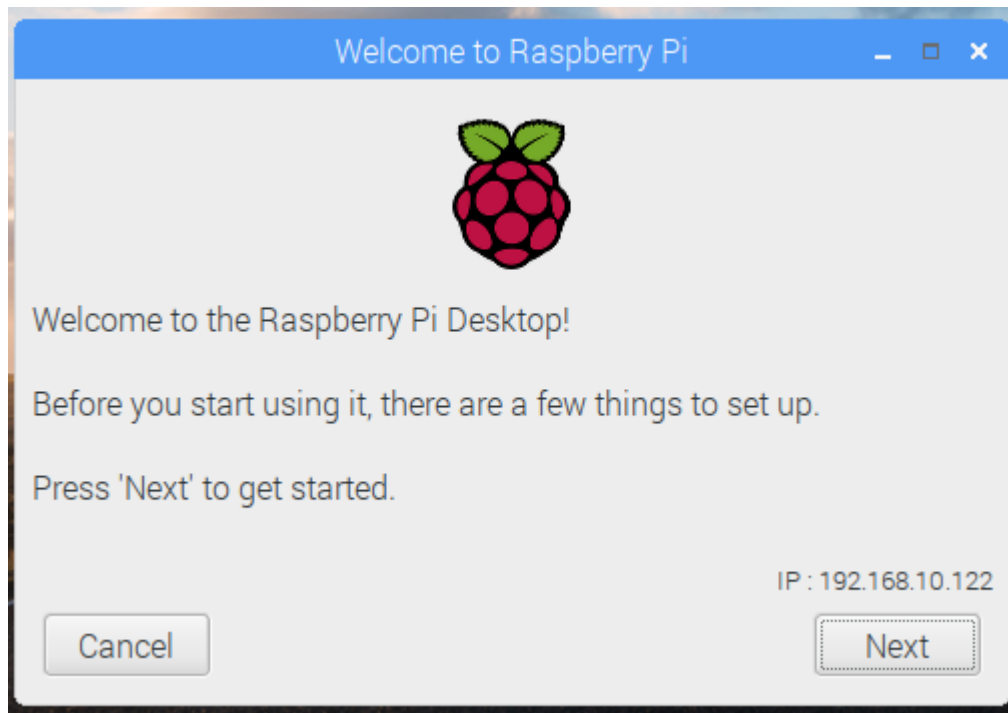 Welcome to Raspberry Pi
Welcome to the Raspberry Pi Desktop!
Before you start using it, there are a few things to set up.
Press 'Next' to get started.
IP : 192.168.10.122
Cancel
Next